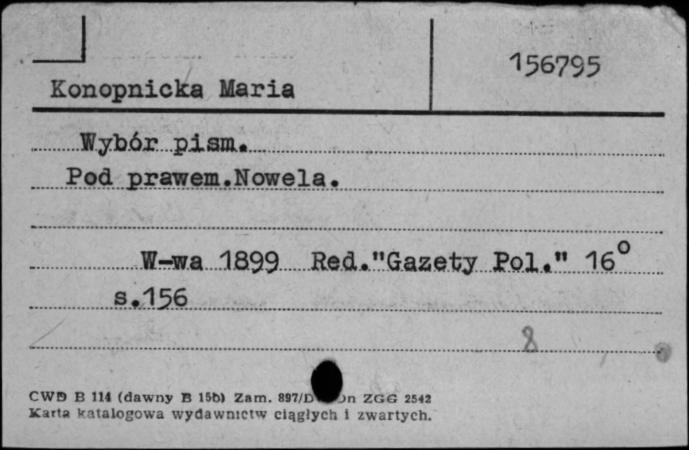 156795
Konopnicka Maria
Wybór pism.
Pod prawem.Nowela.
W-wa 1899 Red."Gazety Pol." 16°
s.156
8
CWD B 114 (dawny B 15b) Zam. 897/D ZGG 2542
Karta katalogowa wydawnictw ciągłych i zwartych.